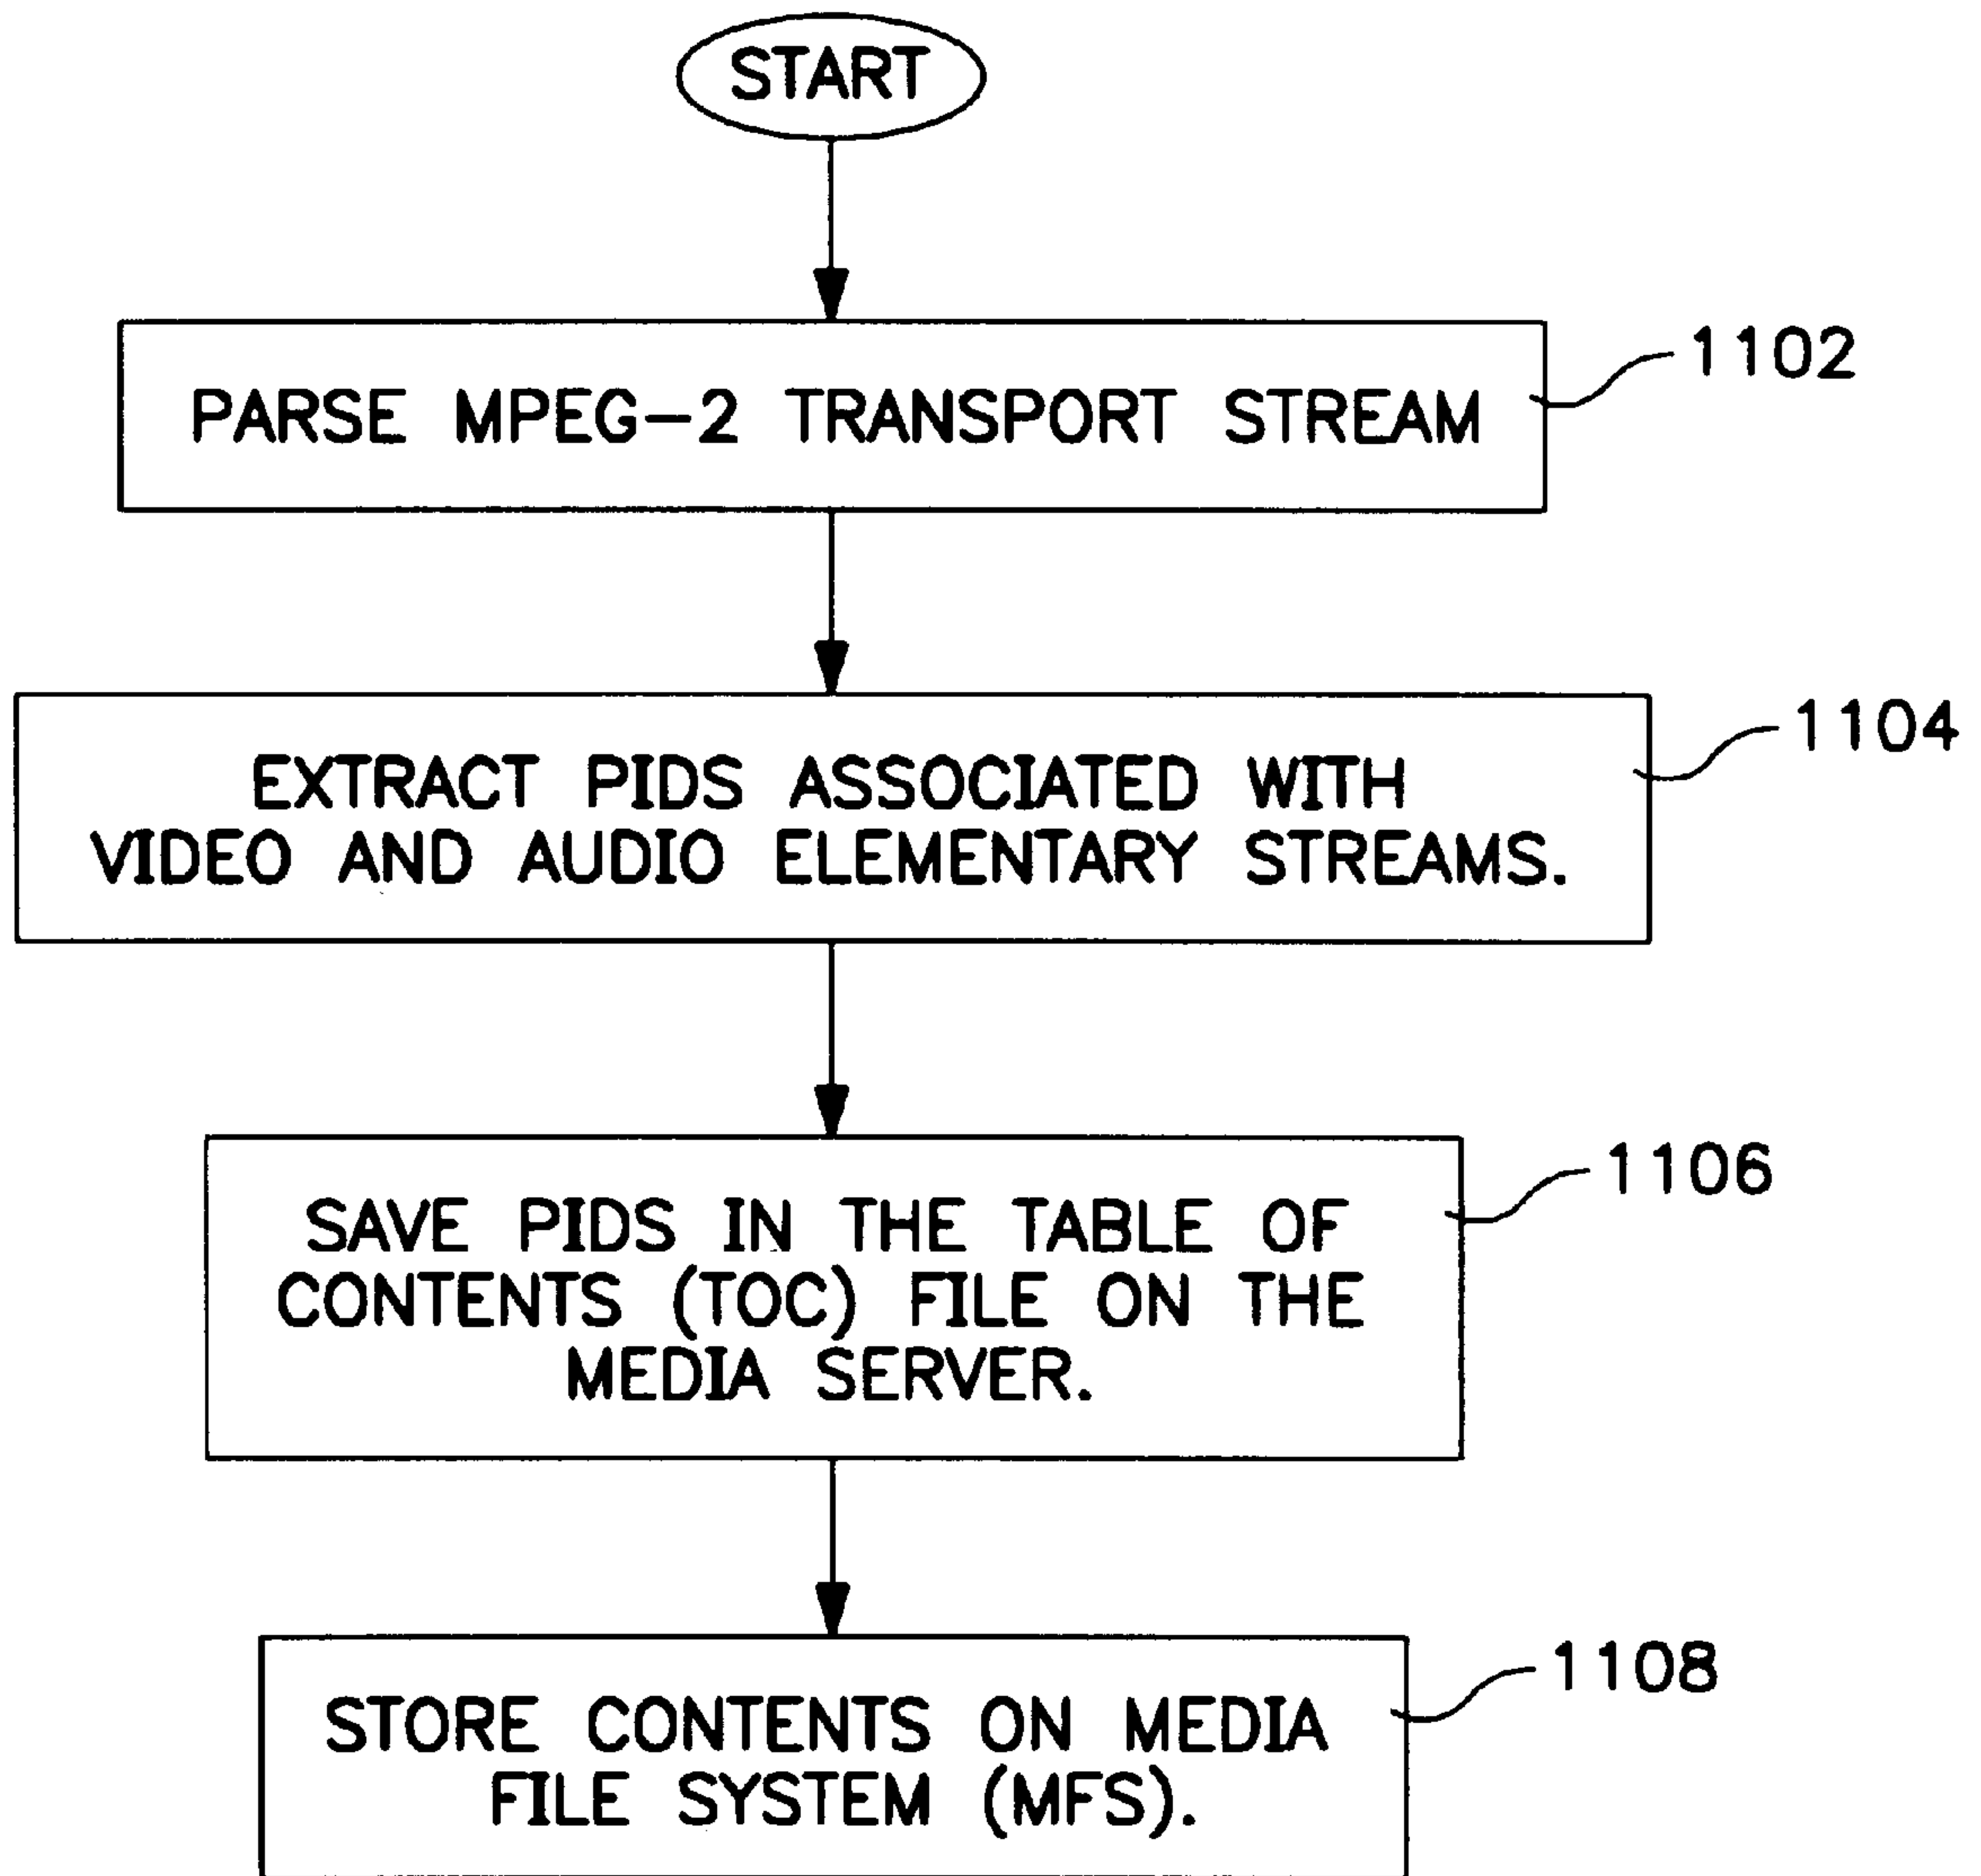 START
PARSE MPEG-2 TRANSPORT STREAM
1102
EXTRACT PIDS ASSOCIATED WITH
VIDEO AND AUDIO ELEMENTARY STREAMS.
1104
SAVE PIDS IN THE TABLE OF
CONTENTS (TOC) FILE ON THE
MEDIA SERVER.
1106
STORE CONTENTS ON MEDIA
FILE SYSTEM (MFS).
1108